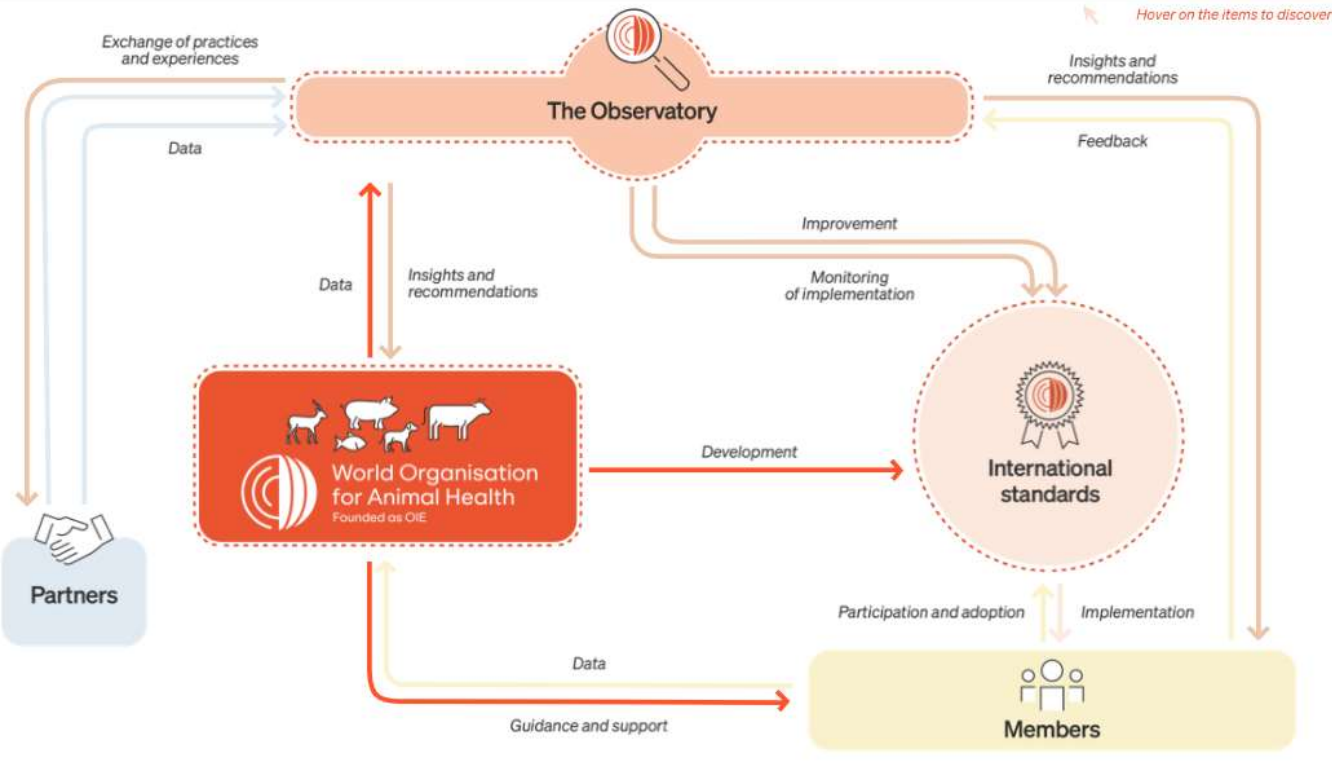 Hover on the items to discover
Exchange of practices
and experiences
Insights and
recommendations
The Observatory
Data
Feedback
Improvement
Data
Insights and
recommendations
Monitoring
of implementation
World Organisation
for Animal Health
Founded as OIE
Development
International
standards
Partners
Participation and adoption
Implementation
Data
Guidance and support
Members